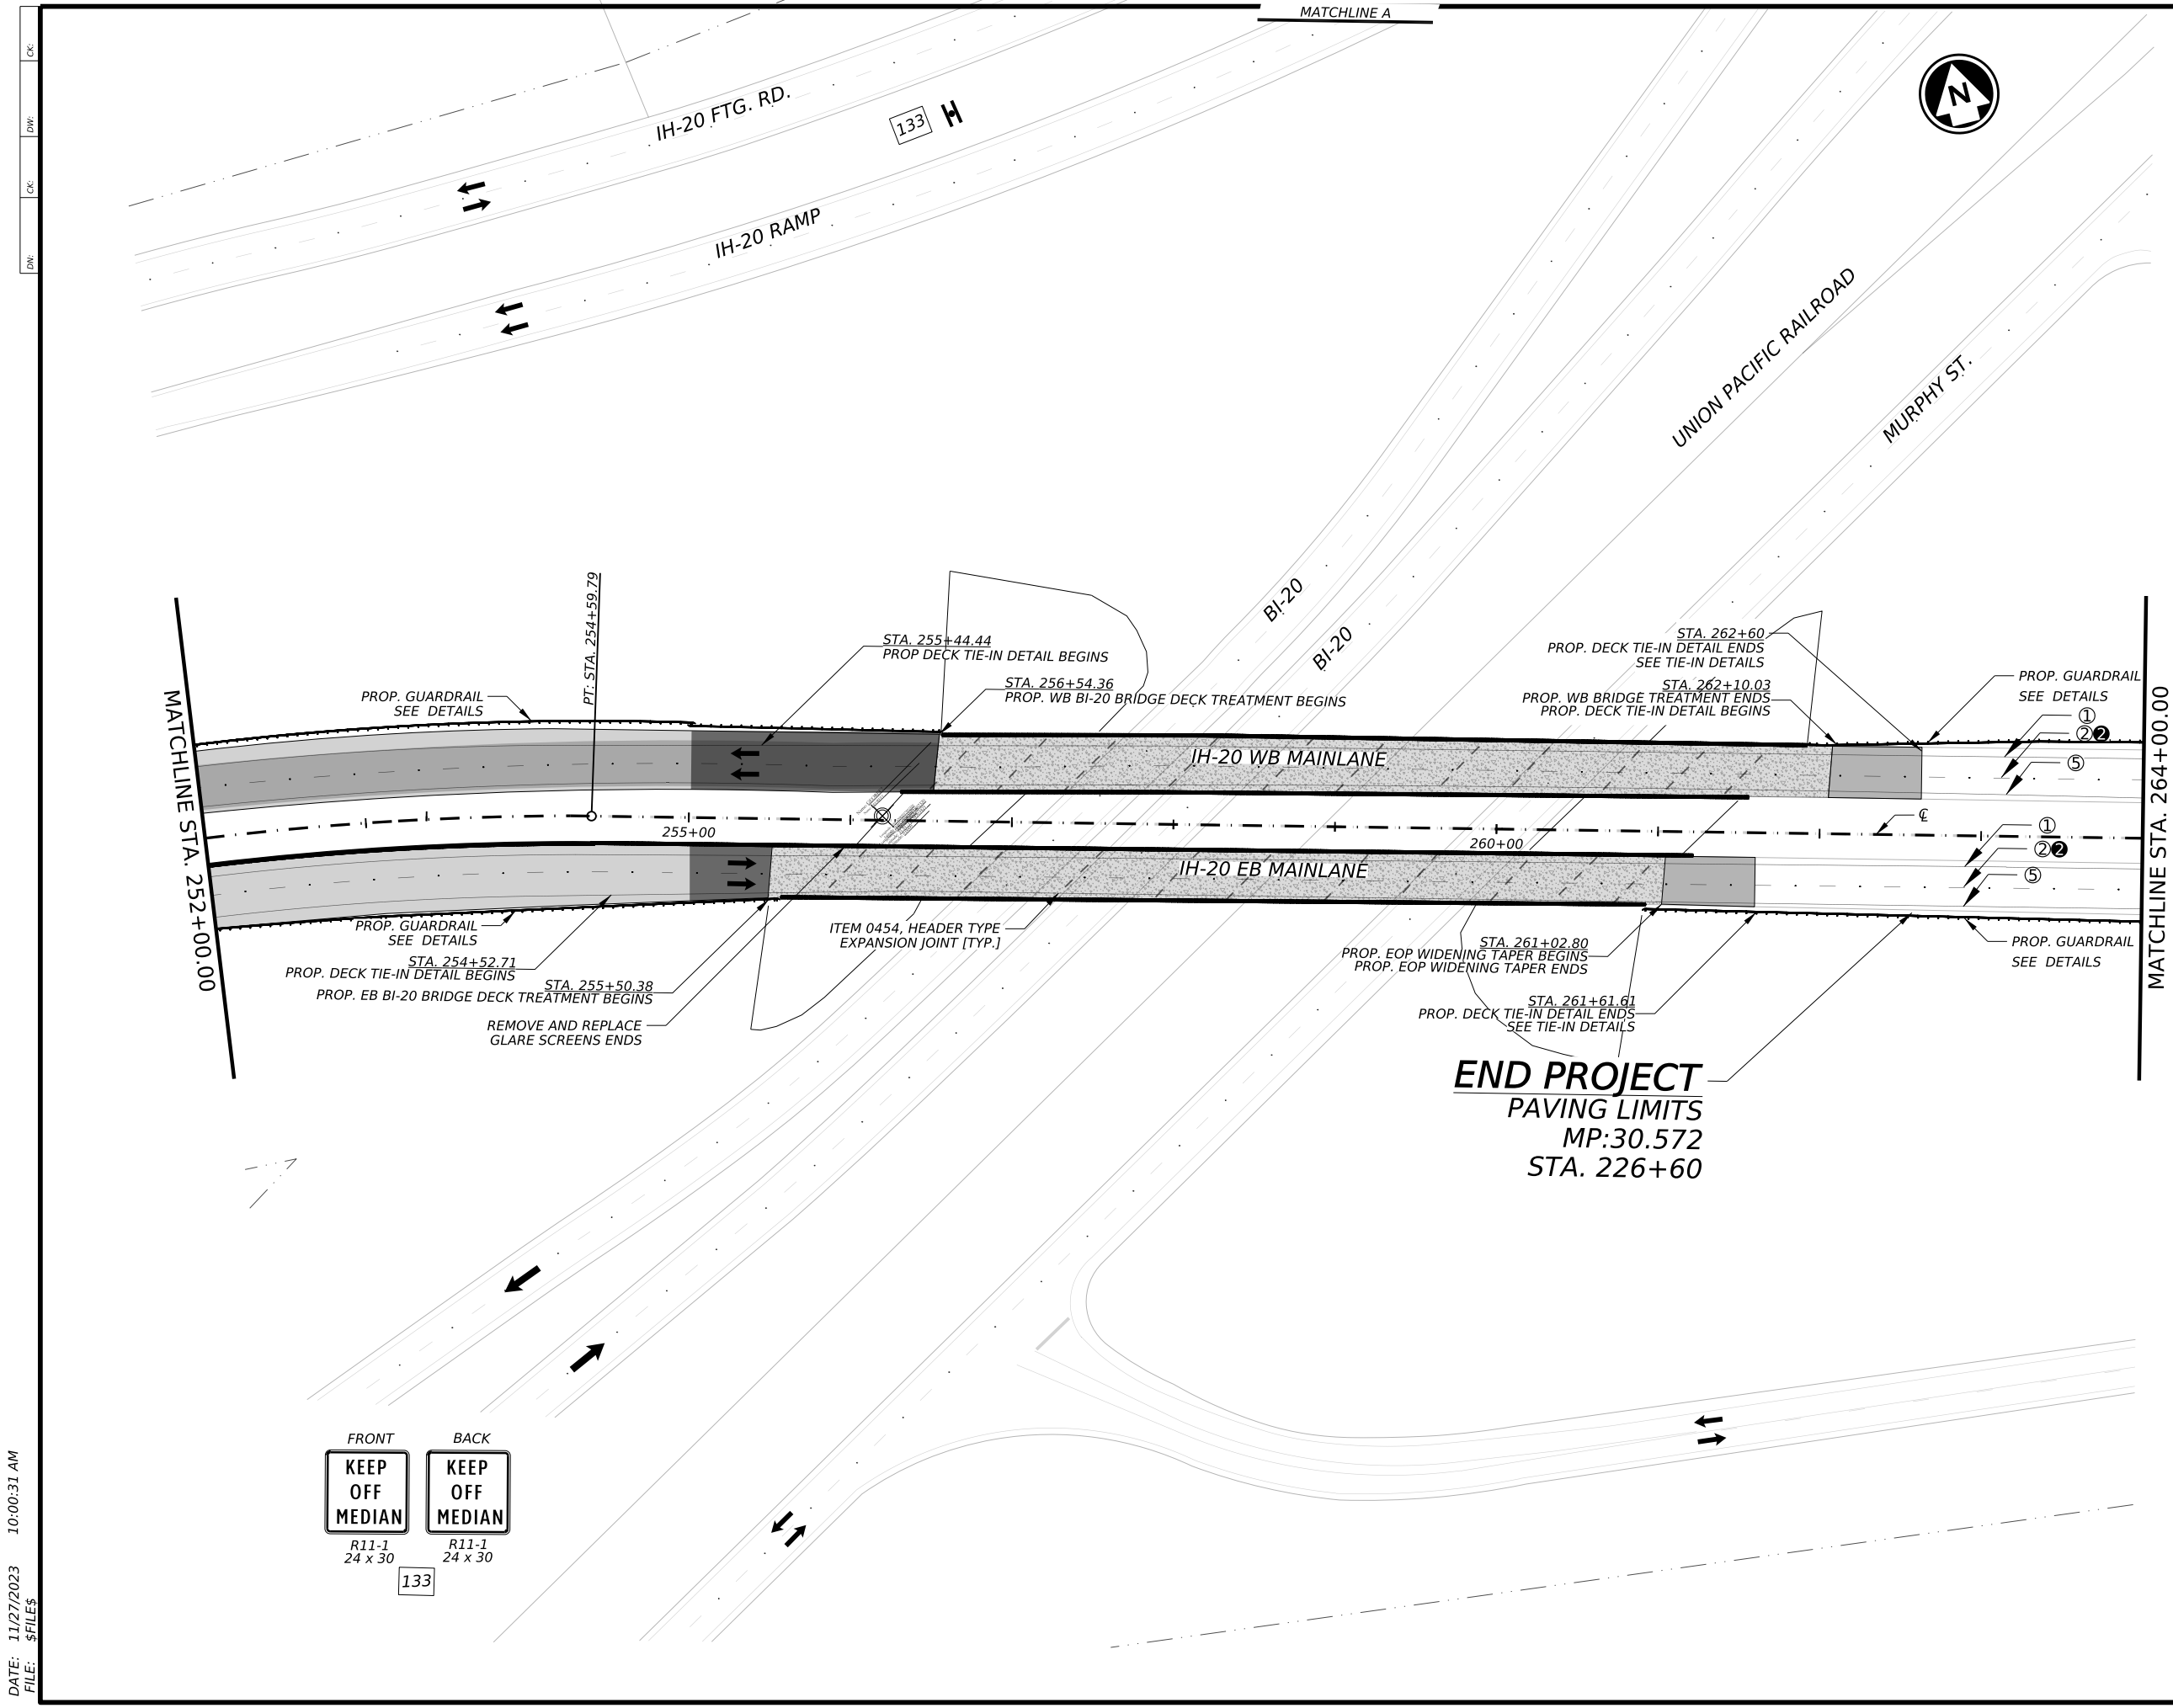 MATCHLINE A
CK:
DW:
CK:
DN:
IH-20 FTG. RD.
133
N
IH-20 RAMP
UNION PACIFIC RAILROAD
MURPHY ST.
BI-20
BI-20
PT: STA. 254+59.79
STA. 255+44.44
PROP DECK TIE-IN DETAIL BEGINS
STA. 256+54.36
PROP. WB BI-20 BRIDGE DECK TREATMENT BEGINS
STA. 262+60
PROP. DECK TIE-IN DETAIL ENDS
SEE TIE-IN DETAILS
STA. 262+10.03
PROP. WB BRIDGE TREATMENT ENDS
PROP. DECK TIE-IN DETAIL BEGINS
PROP. GUARDRAIL
SEE DETAILS
PROP. GUARDRAIL
SEE DETAILS
①
②❷
⑤
MATCHLINE STA. 252+00.00
MATCHLINE STA. 264+00.00
IH-20 WB MAINLANE
255+00
260+00
℄
①
②❷
⑤
IH-20 EB MAINLANE
PROP. GUARDRAIL
SEE DETAILS
STA. 254+52.71
PROP. DECK TIE-IN DETAIL BEGINS
STA. 255+50.38
PROP. EB BI-20 BRIDGE DECK TREATMENT BEGINS
REMOVE AND REPLACE
GLARE SCREENS ENDS
ITEM 0454, HEADER TYPE
EXPANSION JOINT [TYP.]
STA. 261+02.80
PROP. EOP WIDENING TAPER BEGINS
PROP. EOP WIDENING TAPER ENDS
PROP. GUARDRAIL
SEE DETAILS
STA. 261+61.61
PROP. DECK TIE-IN DETAIL ENDS
SEE TIE-IN DETAILS
END PROJECT
PAVING LIMITS
MP:30.572
STA. 226+60
FRONT
BACK
KEEP
OFF
MEDIAN
KEEP
OFF
MEDIAN
R11-1
24 x 30
R11-1
24 x 30
133
DATE: 11/27/2023 10:00:31 AM
FILE: $FILE$